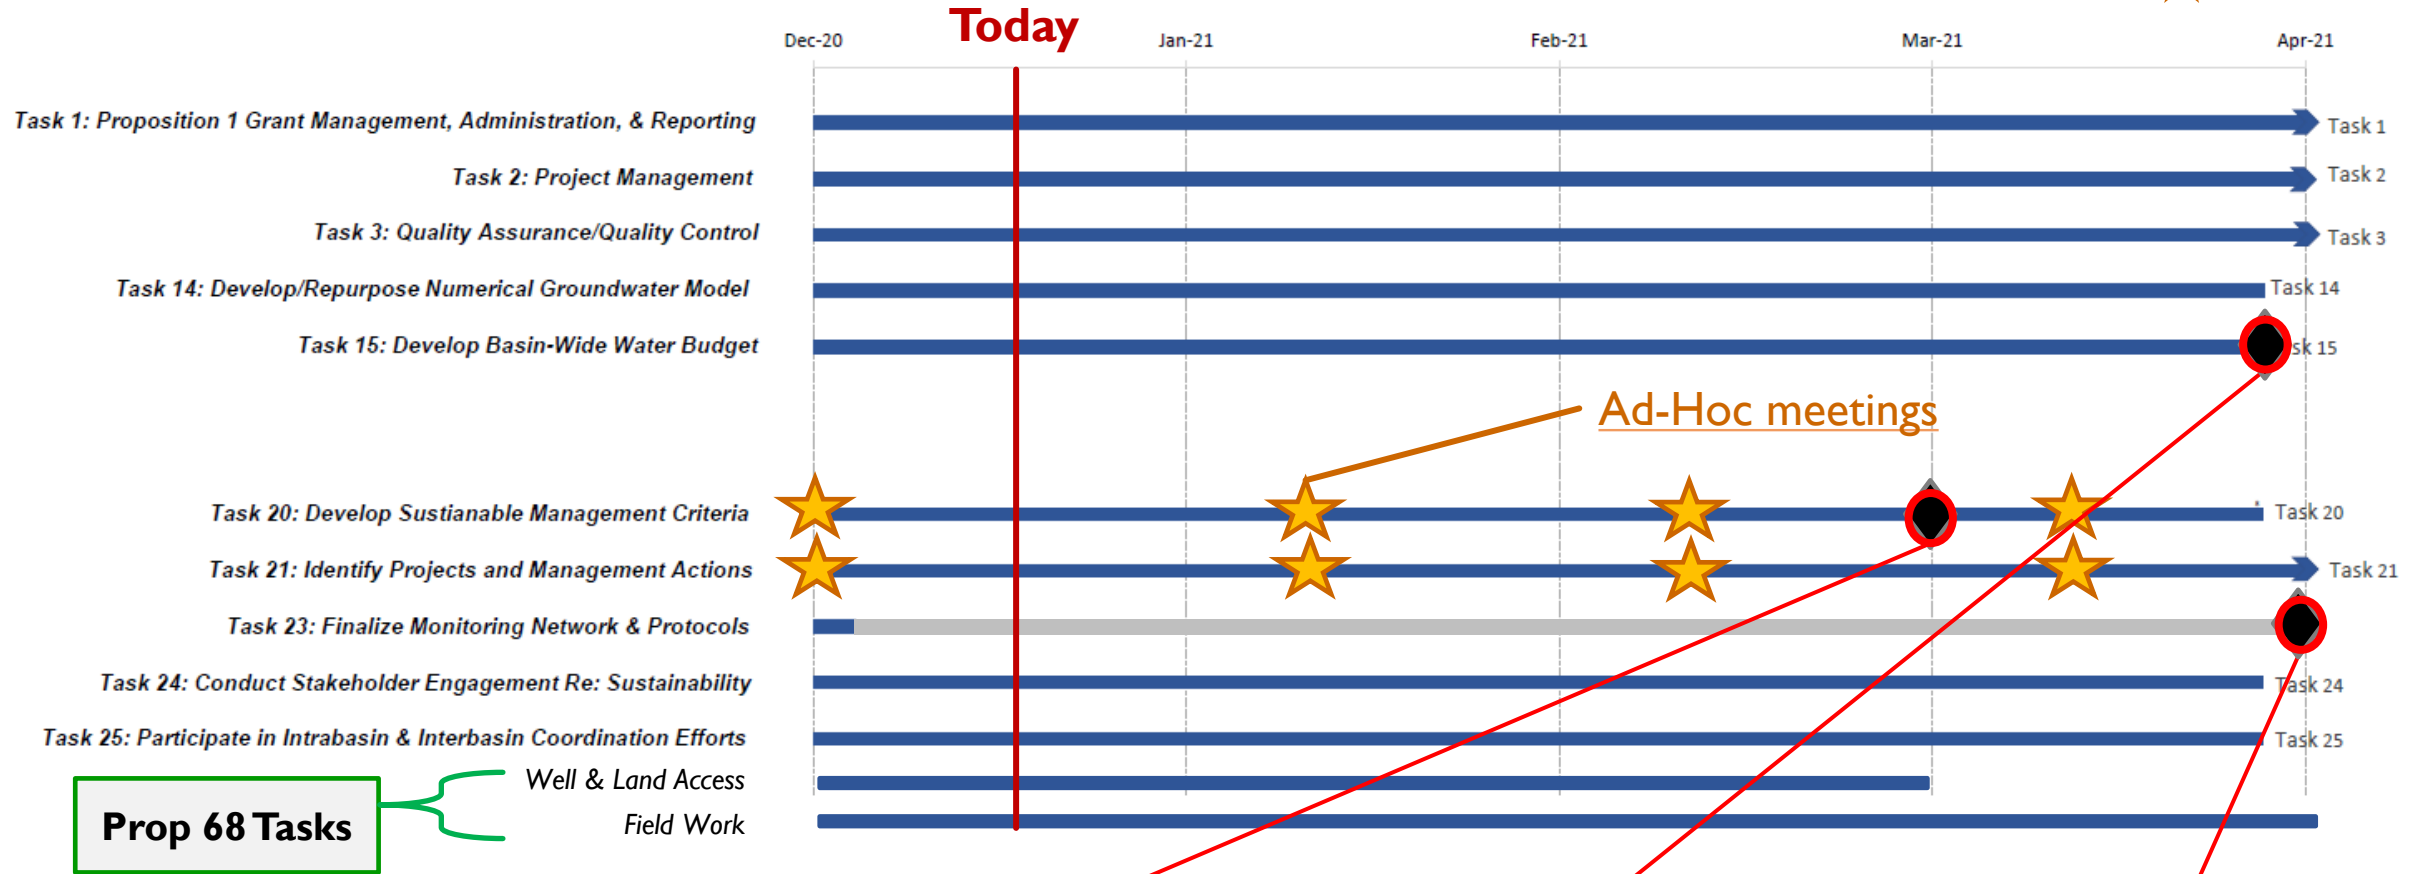 Today
Dec-20 Jan-21 Feb-21 Mar-21 Apr-21
Task 1: Proposition 1 Grant Management, Administration, & Reporting Task 1
Task 2: Project Management Task 2
Task 3: Quality Assurance/Quality Control Task 3
Task 14: Develop/Repurpose Numerical Groundwater Model Task 14
Task 15: Develop Basin-Wide Water Budget sk 15
Ad-Hoc meetings
Task 20: Develop Sustianable Management Criteria Task 20
Task 21: Identify Projects and Management Actions Task 21
Task 23: Finalize Monitoring Network & Protocols
Task 24: Conduct Stakeholder Engagement Re: Sustainability Task 24
Task 25: Participate in Intrabasin & Interbasin Coordination Efforts Task 25
Well & Land Access
Prop 68 Tasks
Field Work